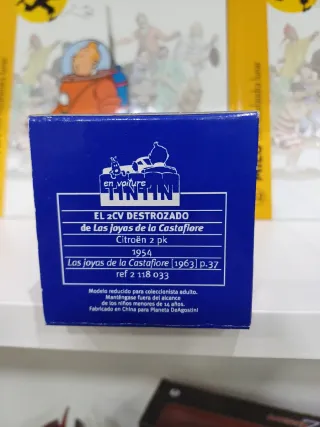 en voiture
TINTIN
EL 2CV DESTROZADO
de Las joyas de la Castafiore
Citroën 2 pk
1954
Las joyas de la Castafiore | 1963 | p.37
ref 2 118 033
Modelo reducido para coleccionista adulto.
Manténgase fuera del alcance
de los niños menores de 14 años.
Fabricado en China para Planeta DeAgostini